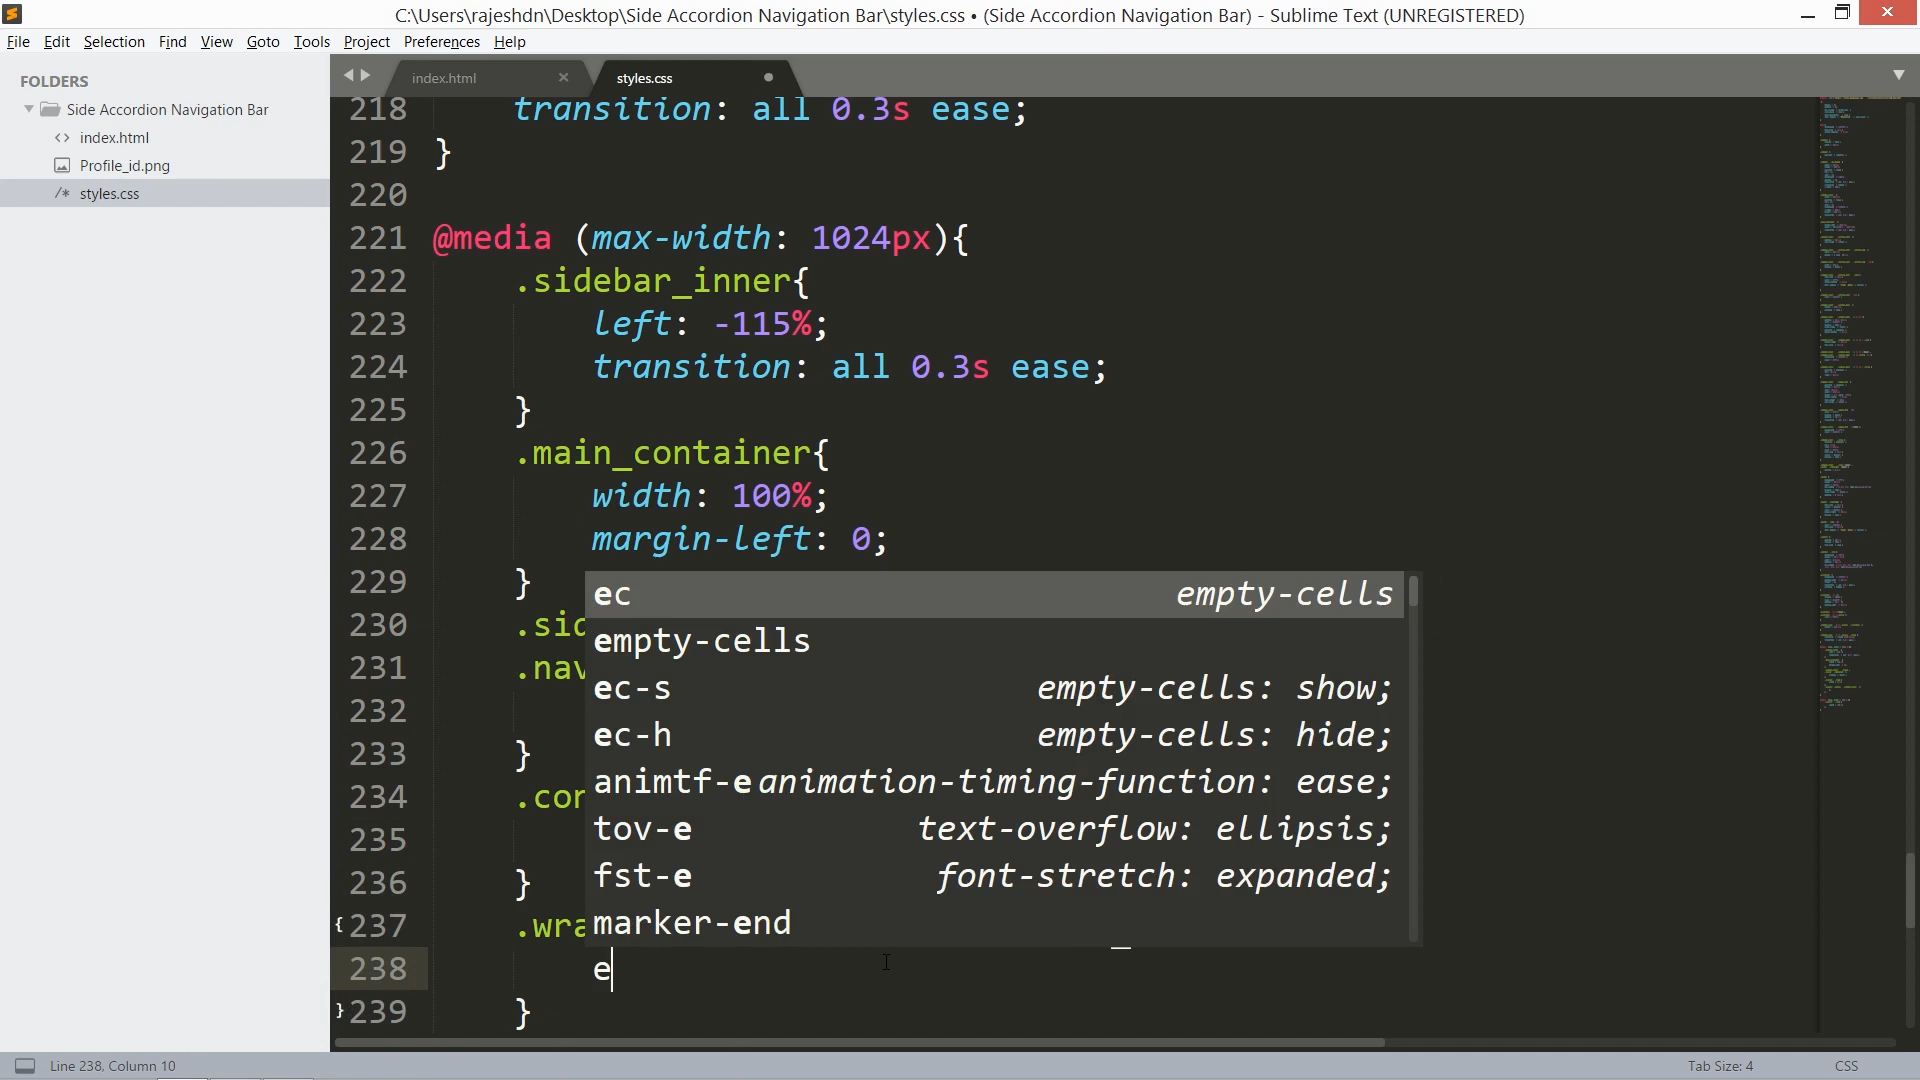 C:\Users\rajeshdn\Desktop\Side Accordion Navigation Bar\styles.css • (Side Accordion Navigation Bar) - Sublime Text (UNREGISTERED)
File Edit Selection Find View Goto Tools Project Preferences Help
FOLDERS
Side Accordion Navigation Bar
<> index.html
Profile_id.png
/* styles.css
index.html × styles.css
218 transition: all 0.3s ease;
219 }
220
221 @media (max-width: 1024px){
222 .sidebar_inner{
223 left: -115%;
224 transition: all 0.3s ease;
225 }
226 .main_container{
227 width: 100%;
228 margin-left: 0;
229 }
230 .sid
231 .nav
232
233 }
234 .con
235
236 }
{ 237 .wra
238 e
} 239 }
ec empty-cells
empty-cells
ec-s empty-cells: show;
ec-h empty-cells: hide;
animtf-e animation-timing-function: ease;
tov-e text-overflow: ellipsis;
fst-e font-stretch: expanded;
marker-end
Line 238, Column 10
Tab Size: 4
CSS